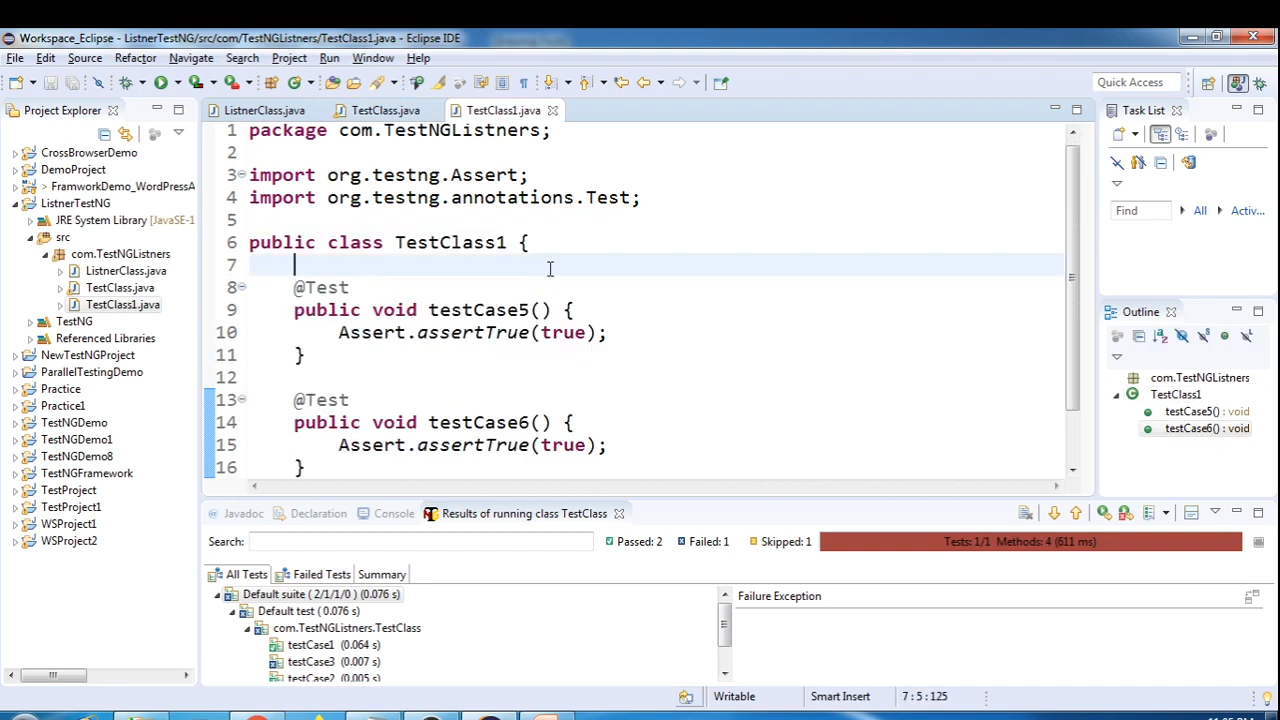 Workspace_Eclipse - ListnerTestNG/src/com/TestNGListners/TestClass1.java - Eclipse IDE
File Edit Source Refactor Navigate Search Project Run Window Help
Quick Access
Project Explorer
CrossBrowserDemo
DemoProject
> FramworkDemo_WordPressA
ListnerTestNG
JRE System Library [JavaSE-1
src
com.TestNGListners
ListnerClass.java
TestClass.java
TestClass1.java
TestNG
Referenced Libraries
NewTestNGProject
ParallelTestingDemo
Practice
Practice1
TestNGDemo
TestNGDemo1
TestNGDemo8
TestNGFramework
TestProject
TestProject1
WSProject1
WSProject2
ListnerClass.java TestClass.java TestClass1.java
1 package com.TestNGListners;
2
3 import org.testng.Assert;
4 import org.testng.annotations.Test;
5
6 public class TestClass1 {
7
8 @Test
9 public void testCase5() {
10 Assert.assertTrue(true);
11 }
12
13 @Test
14 public void testCase6() {
15 Assert.assertTrue(true);
16 }
Task List
Find All Activ...
Outline
com.TestNGListners
TestClass1
testCase5() : void
testCase6() : void
Javadoc Declaration Console Results of running class TestClass
Search: Passed: 2 Failed: 1 Skipped: 1 Tests: 1/1 Methods: 4 (611 ms)
All Tests Failed Tests Summary
Default suite ( 2/1/1/0 ) (0.076 s)
Default test ( 0.076 s)
com.TestNGListners.TestClass
testCase1 (0.064 s)
testCase3 (0.007 s)
testCase2 (0.005 s)
Failure Exception
Writable Smart Insert 7 : 5 : 125